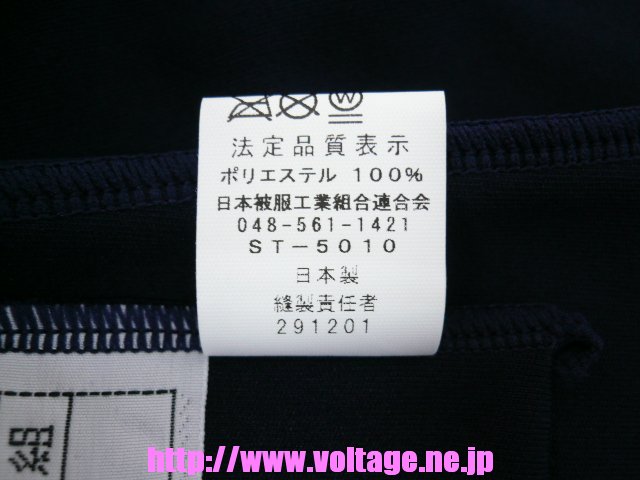 W
法定品質表示
ポリエステル 100%
日本被服工業組合連合会
048-561-1421
ST-5010
日本製
縫製責任者
291201
組
http://www.voltage.ne.jp